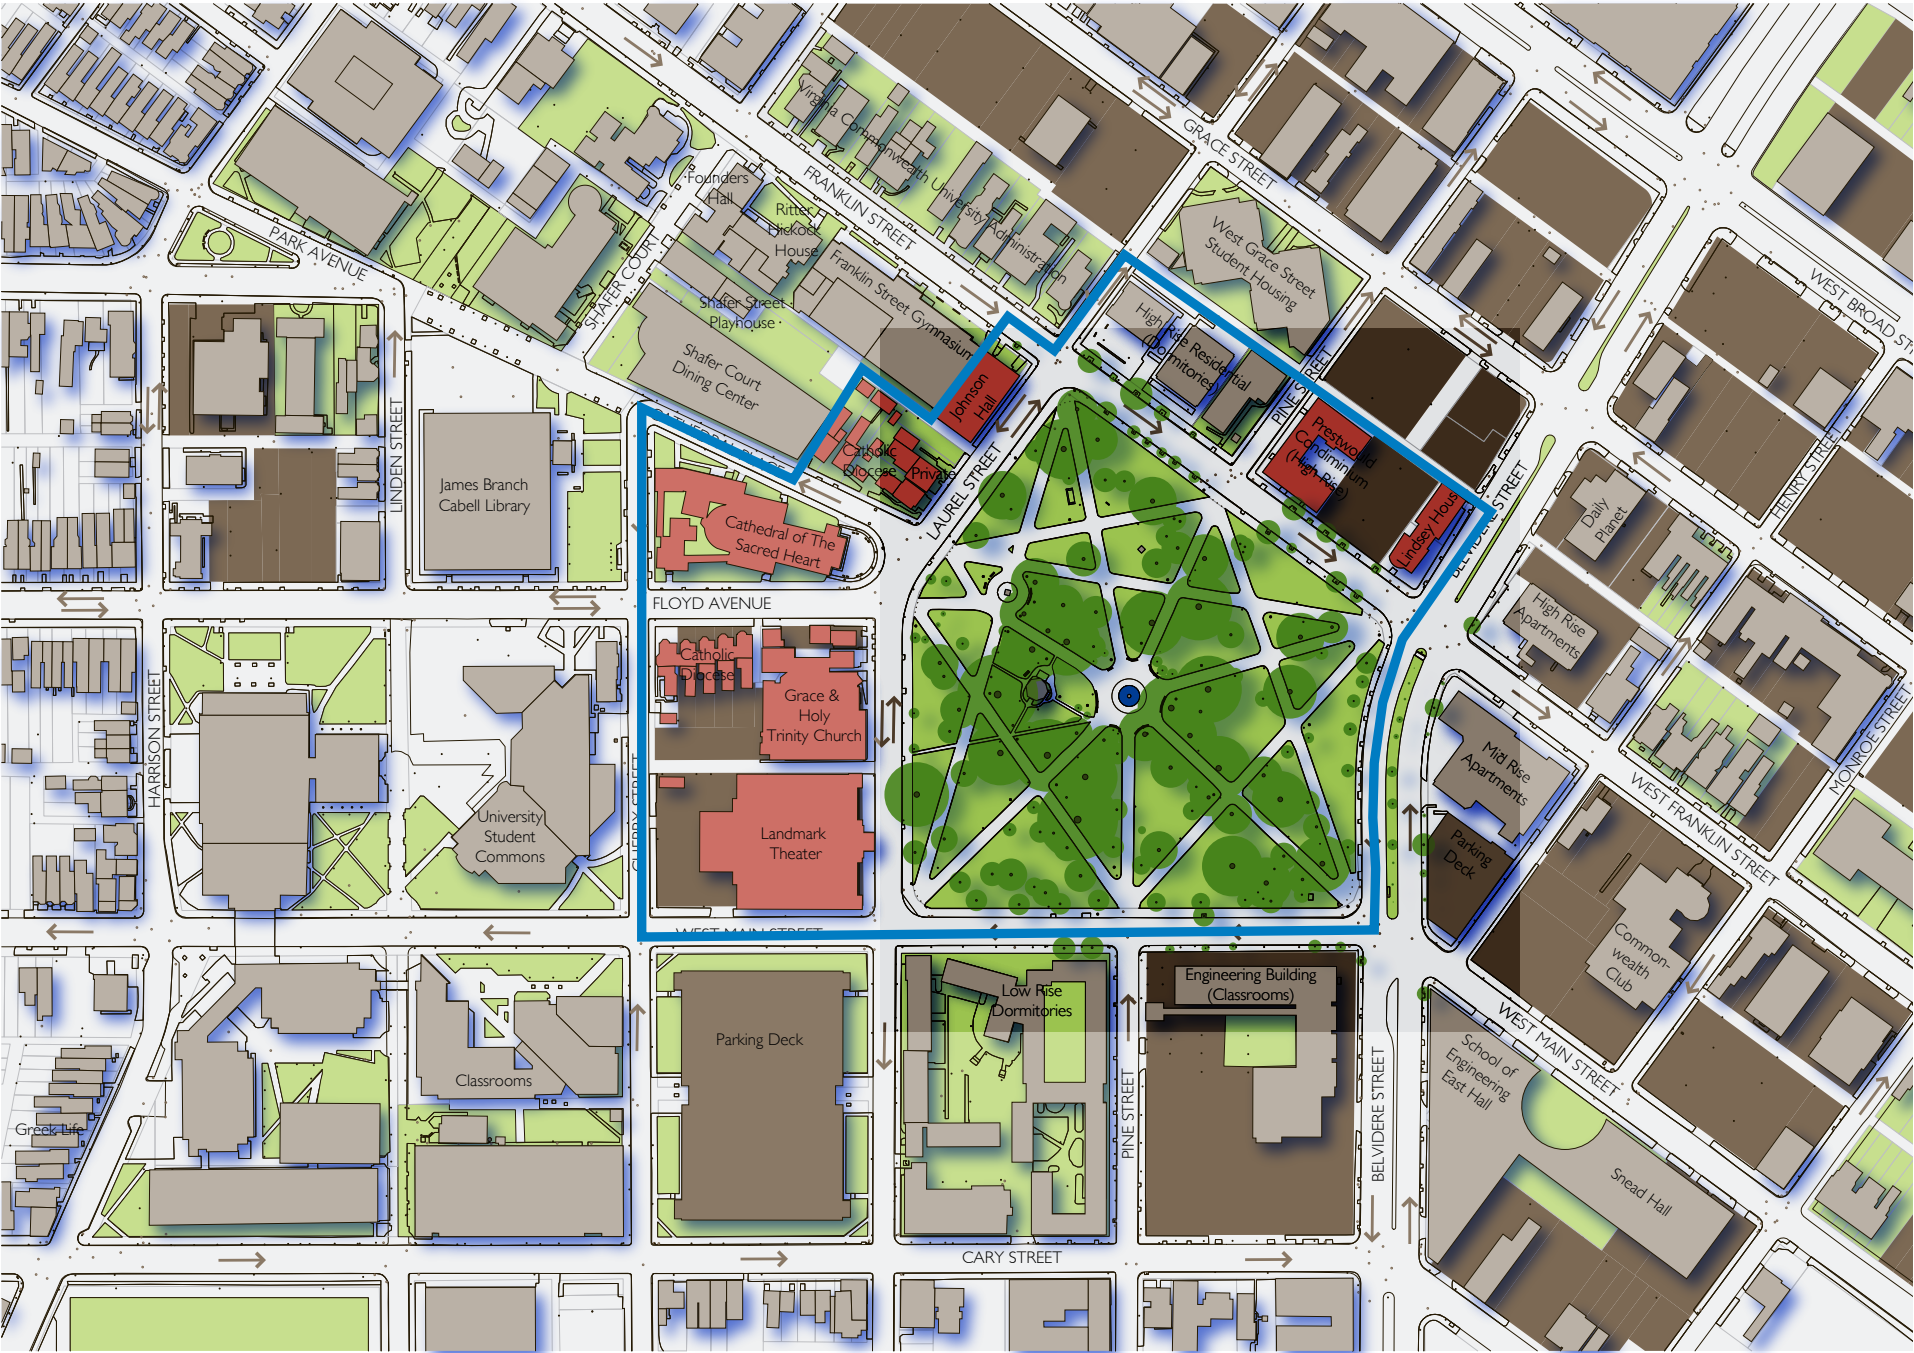 GRACE STREET
Virginia Commonwealth University Administration
FRANKLIN STREET
Founders
Hall
Ritter
Hickock
House
West Grace Street
Student Housing
PARK AVENUE
SHAFER COURT
Franklin Street Gymnasium
WEST BROAD
Shafer Street
Playhouse
High Rise Residential
(Dormitories)
Shafer Court
Dining Center
Johnson
Hall
PINE STREET
LINDEN STREET
Prestwould
Condiminium
(High Rise)
HENRY STREET
Catholic
Diocese
Private
LAUREL STREET
James Branch
Cabell Library
Lindsey House
BELVIDERE STREET
Daily
Planet
Cathedral of The
Sacred Heart
FLOYD AVENUE
High Rise
Apartments
Catholic
Diocese
Grace &
Holy
Trinity Church
HARRISON STREET
MONROE STREET
Mid Rise
Apartments
WEST FRANKLIN STREET
CHERRY STREET
University
Student
Commons
Landmark
Theater
Parking
Deck
WEST MAIN STREET
Common-
wealth
Club
Engineering Building
(Classrooms)
Low Rise
Dormitories
WEST MAIN STREET
Parking Deck
School of
Engineering
East Hall
Classrooms
PINE STREET
BELVIDERE STREET
Greek Life
Snead Hall
CARY STREET